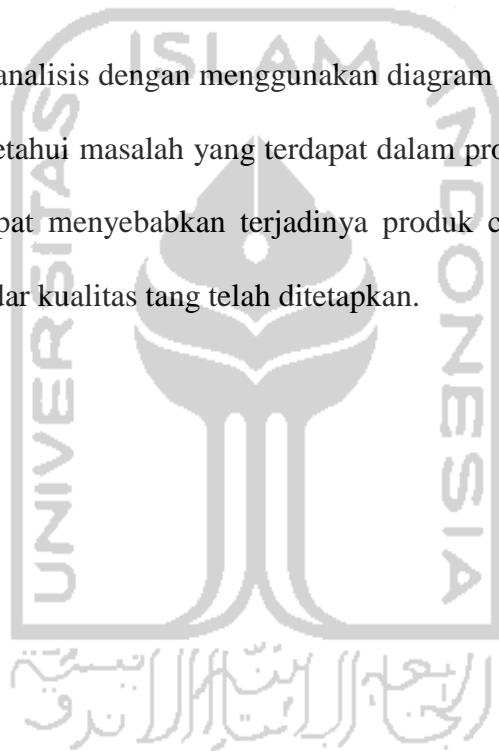 ISLAM
analisis dengan menggunakan diagram
etahui masalah yang terdapat dalam pro
pat menyebabkan terjadinya produk c
dar kualitas tang telah ditetapkan.
UNIVERSITAS
INDONESIA